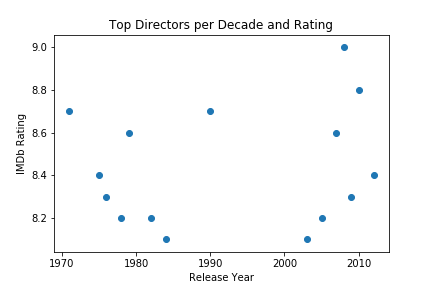 Top Directors per Decade and Rating
9.0
8.8
8.6
8.4
8.2
IMDb Rating
1970 1980 1990 2000 2010
Release Year